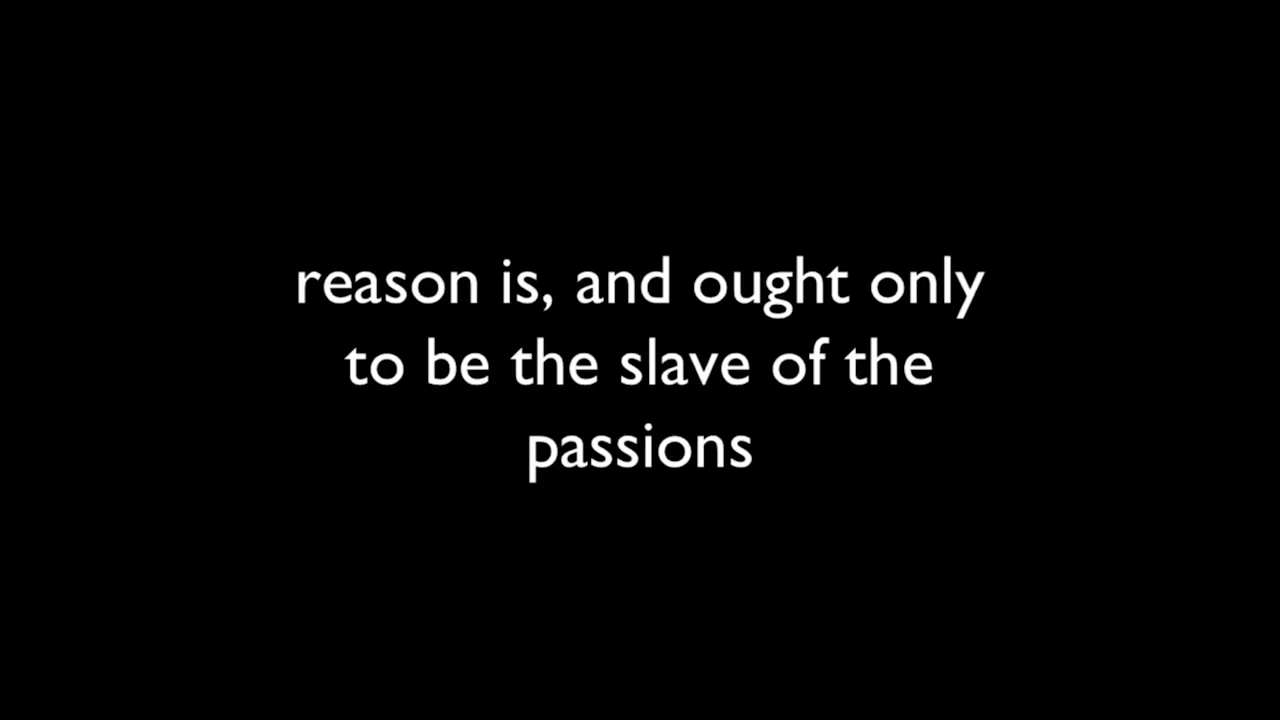 reason is, and ought only
to be the slave of the
passions